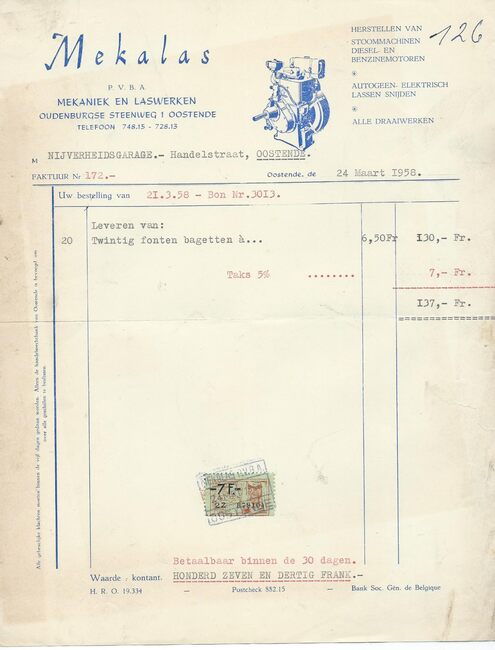 Mekalas
P.V.B.A.
MEKANIEK EN LASWERKEN
OUDENBURGSE STEENWEG 1 OOSTENDE
TELEFOON 748.15 - 728.13
HERSTELLEN VAN
STOOMMACHINEN
DIESEL- EN
BENZINEMOTOREN
AUTOGEEN- ELEKTRISCH
LASSEN SNIJDEN
ALLE DRAAIWERKEN
126
M NIJVERHEIDSGARAGE.- Handelstraat, OOSTENDE.
FAKTUUR Nr 172.-
Oostende, de 24 Maart 1958.
Uw bestelling van 21.3.58 - Bon Nr.3013.
Leveren van:
20 Twintig fonten bagetten à... 6,50Fr 130,- Fr.
Taks 5% ........ 7,- Fr.
137,- Fr.
-7F.-
Betaalbaar binnen de 30 dagen.
Waarde : kontant. HONDERD ZEVEN EN DERTIG FRANK.-
H. R. O. 19.334 - Postcheck 882.15 - Bank Soc. Gén. de Belgique